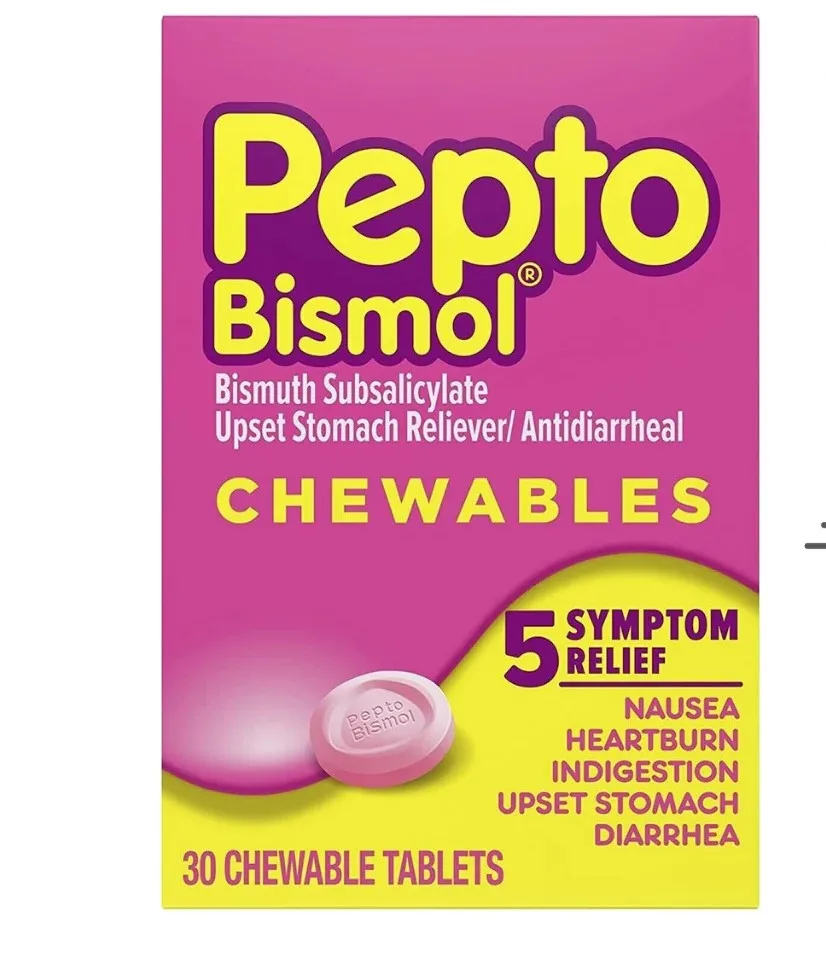 Pepto
Bismol®
Bismuth Subsalicylate
Upset Stomach Reliever/ Antidiarrheal
CHEWABLES
5 SYMPTOM
RELIEF
NAUSEA
HEARTBURN
INDIGESTION
UPSET STOMACH
DIARRHEA
Pepto
Bismol
30 CHEWABLE TABLETS